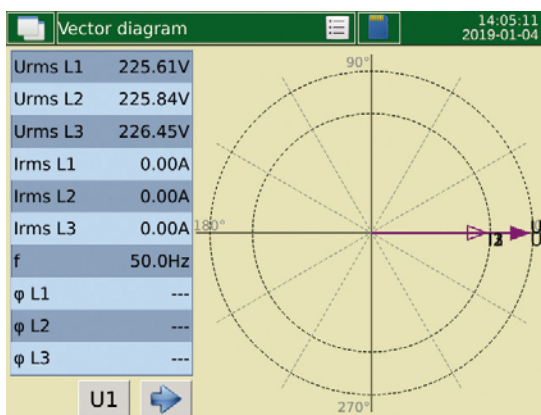 Vector diagram
14:05:11
2019-01-04
Urms L1 225.61V
Urms L2 225.84V
Urms L3 226.45V
Irms L1 0.00A
Irms L2 0.00A
Irms L3 0.00A
f 50.0Hz
φ L1 ---
φ L2 ---
φ L3 ---
U1
90°
180°
270°